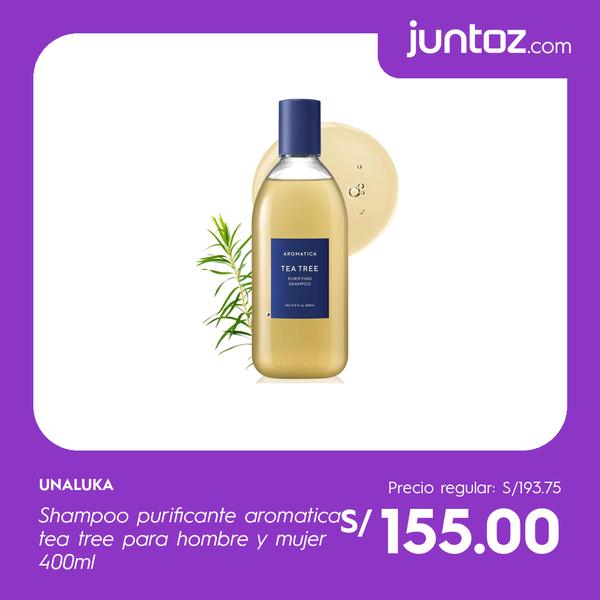 juntoz.com
AROMATICA
TEA TREE
PURIFYING
SHAMPOO
UNALUKA
Shampoo purificante aromatica
tea tree para hombre y mujer
400ml
Precio regular: S/193.75
S/ 155.00